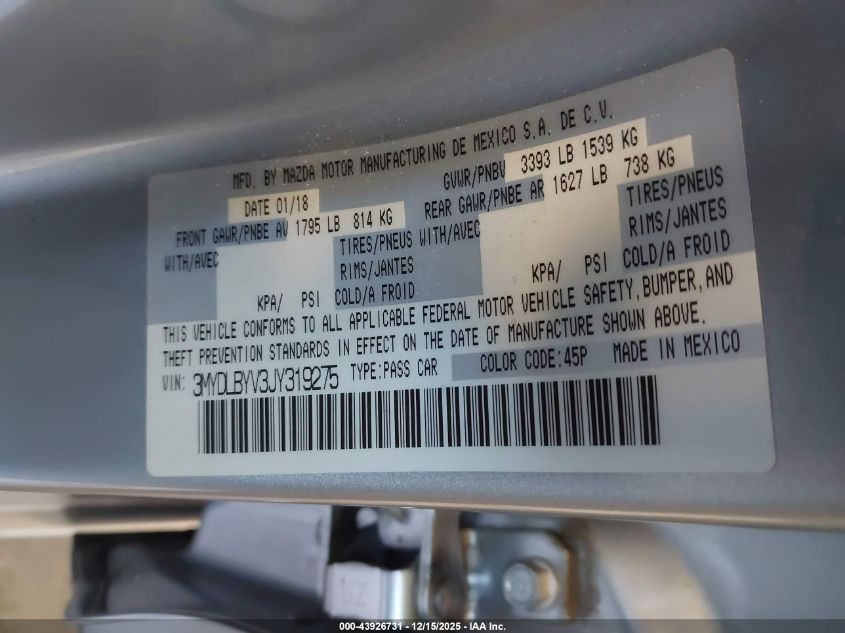 MFD. BY MAZDA MOTOR MANUFACTURING DE MEXICO S.A. DE C.V.
DATE 01/18 GVWR/PNBV 3393 LB 1539 KG
FRONT GAWR/PNBE AV 1795 LB 814 KG REAR GAWR/PNBE AR 1627 LB 738 KG
WITH/AVEC TIRES/PNEUS WITH/AVEC TIRES/PNEUS
RIMS/JANTES RIMS/JANTES
KPA/ PSI COLD/A FROID KPA/ PSI COLD/A FROID
THIS VEHICLE CONFORMS TO ALL APPLICABLE FEDERAL MOTOR VEHICLE SAFETY, BUMPER, AND
THEFT PREVENTION STANDARDS IN EFFECT ON THE DATE OF MANUFACTURE SHOWN ABOVE.
VIN: 3MYDLBYV3JY319275 TYPE:PASS CAR COLOR CODE:45P MADE IN MEXICO
000-43926731 - 12/15/2025 - IAA Inc.